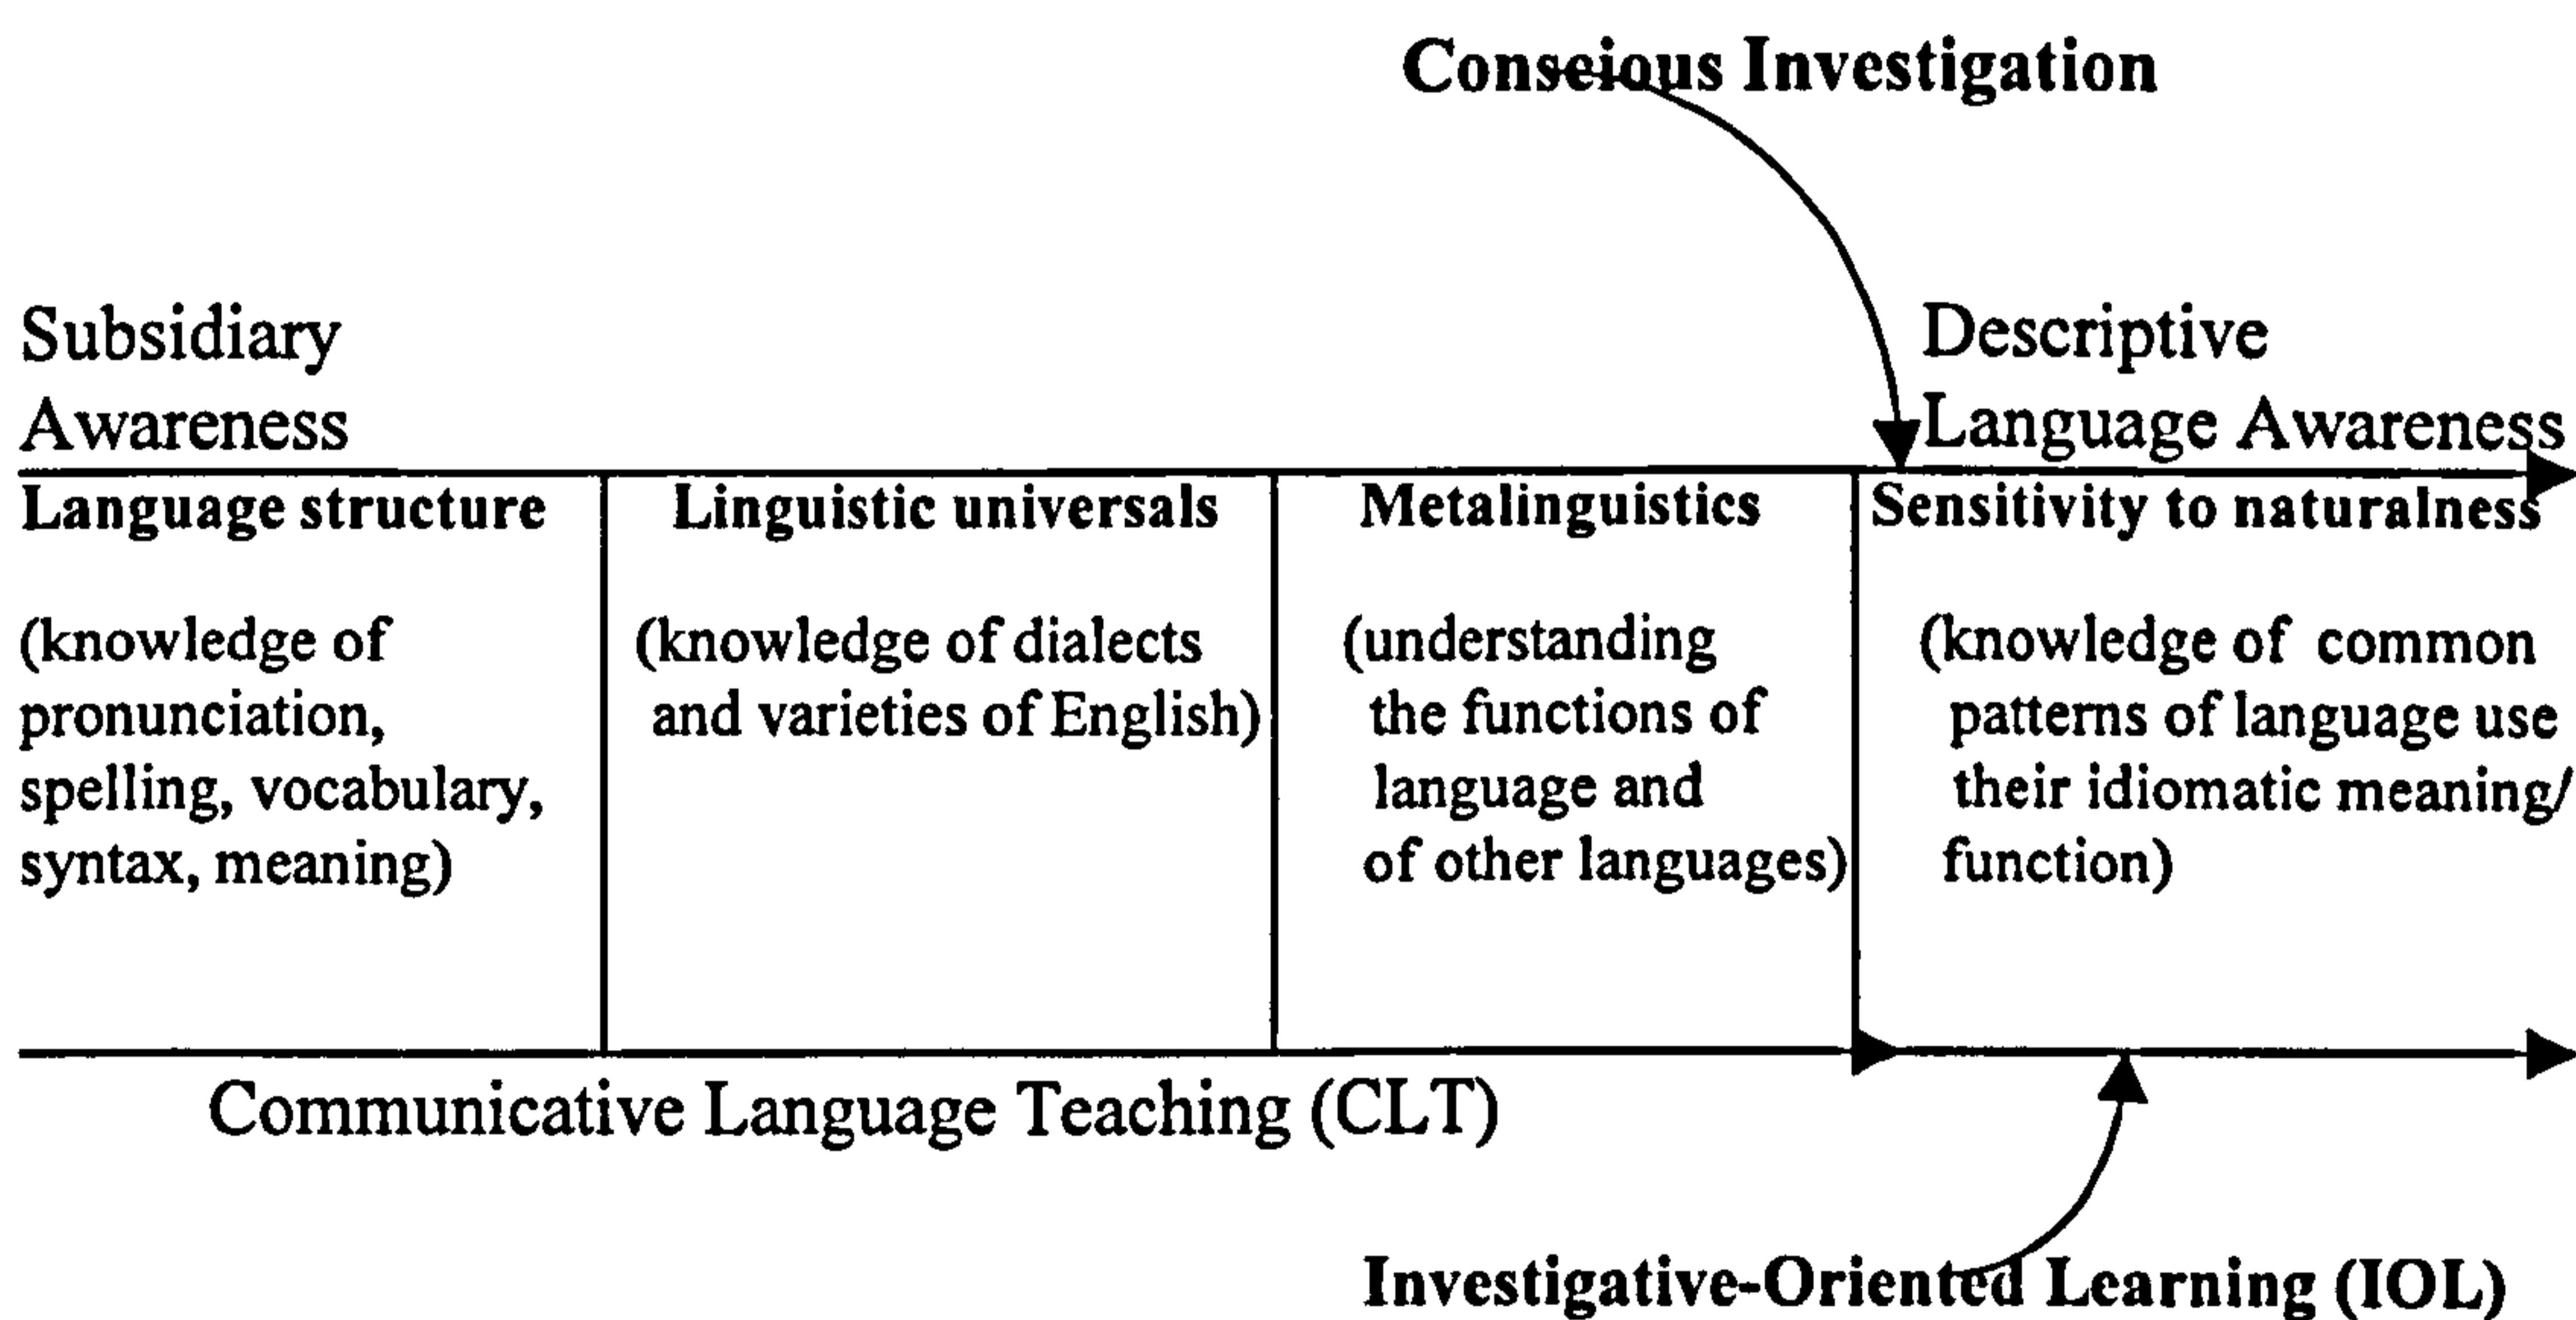 Conscious Investigation
Subsidiary
Awareness
Descriptive
Language Awareness
Language structure
(knowledge of
pronunciation,
spelling, vocabulary,
syntax, meaning)
Linguistic universals
(knowledge of dialects
and varieties of English)
Metalinguistics
(understanding
the functions of
language and
of other languages)
Sensitivity to naturalness
(knowledge of common
patterns of language use
their idiomatic meaning/
function)
Communicative Language Teaching (CLT)
Investigative-Oriented Learning (IOL)